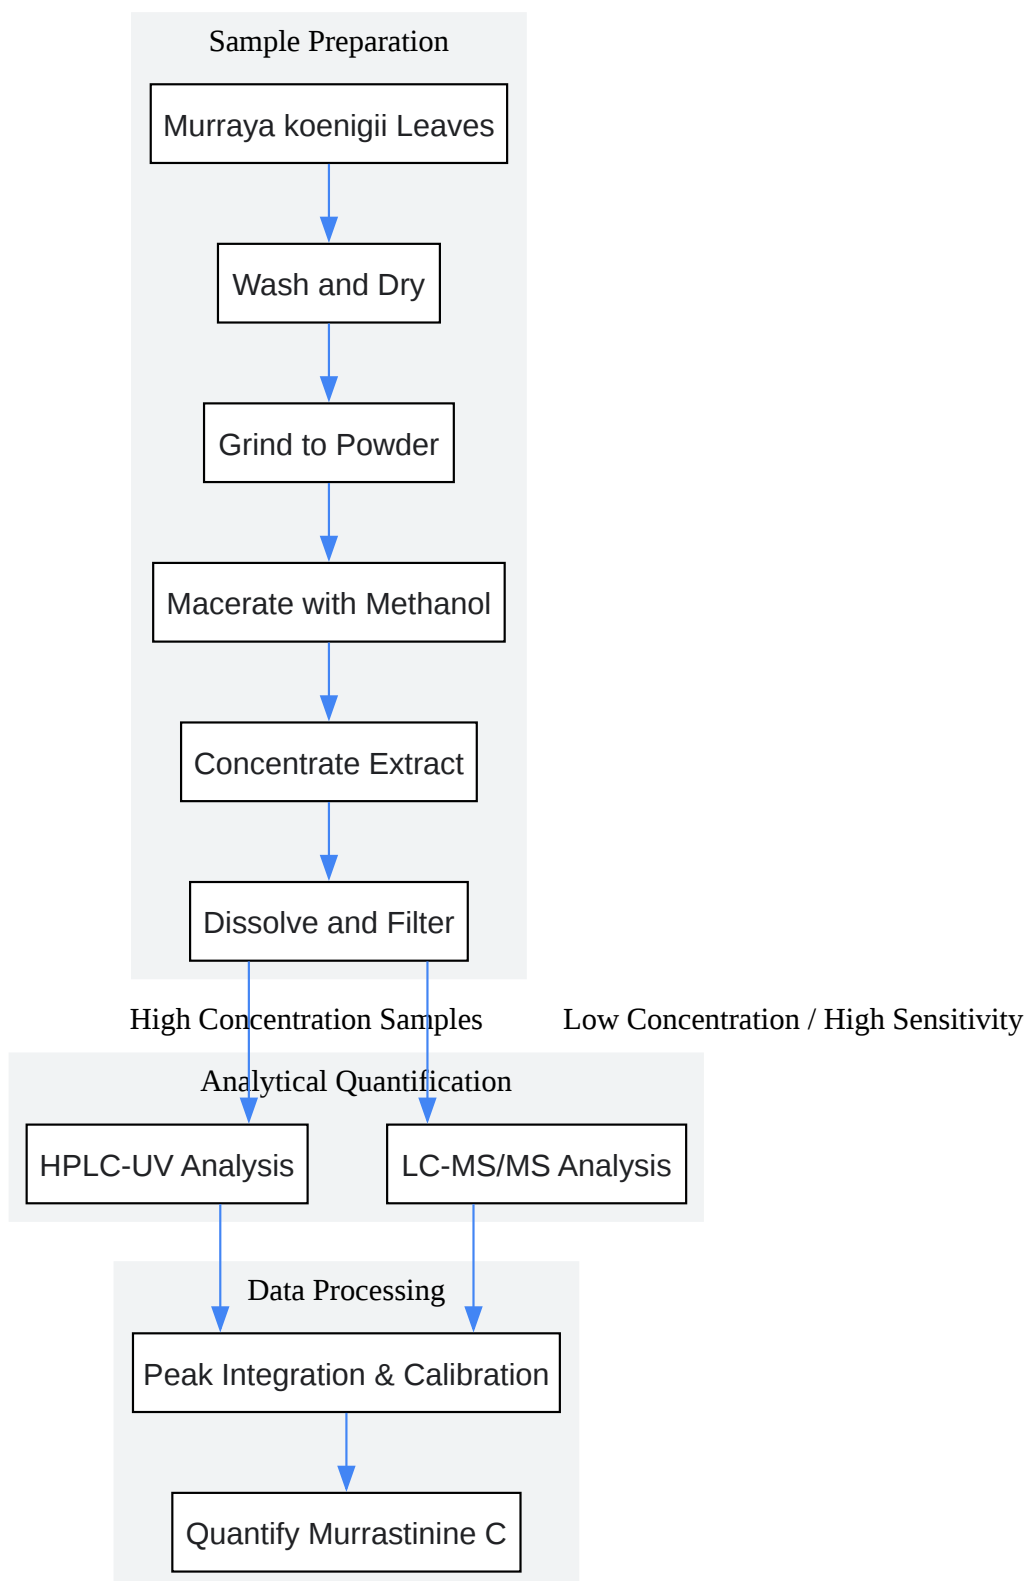 Sample Preparation
Murraya koenigii Leaves
Wash and Dry
Grind to Powder
Macerate with Methanol
Concentrate Extract
Dissolve and Filter
High Concentration Samples
Low Concentration / High Sensitivity
Analytical Quantification
HPLC-UV Analysis
LC-MS/MS Analysis
Data Processing
Peak Integration & Calibration
Quantify Murrastinine C